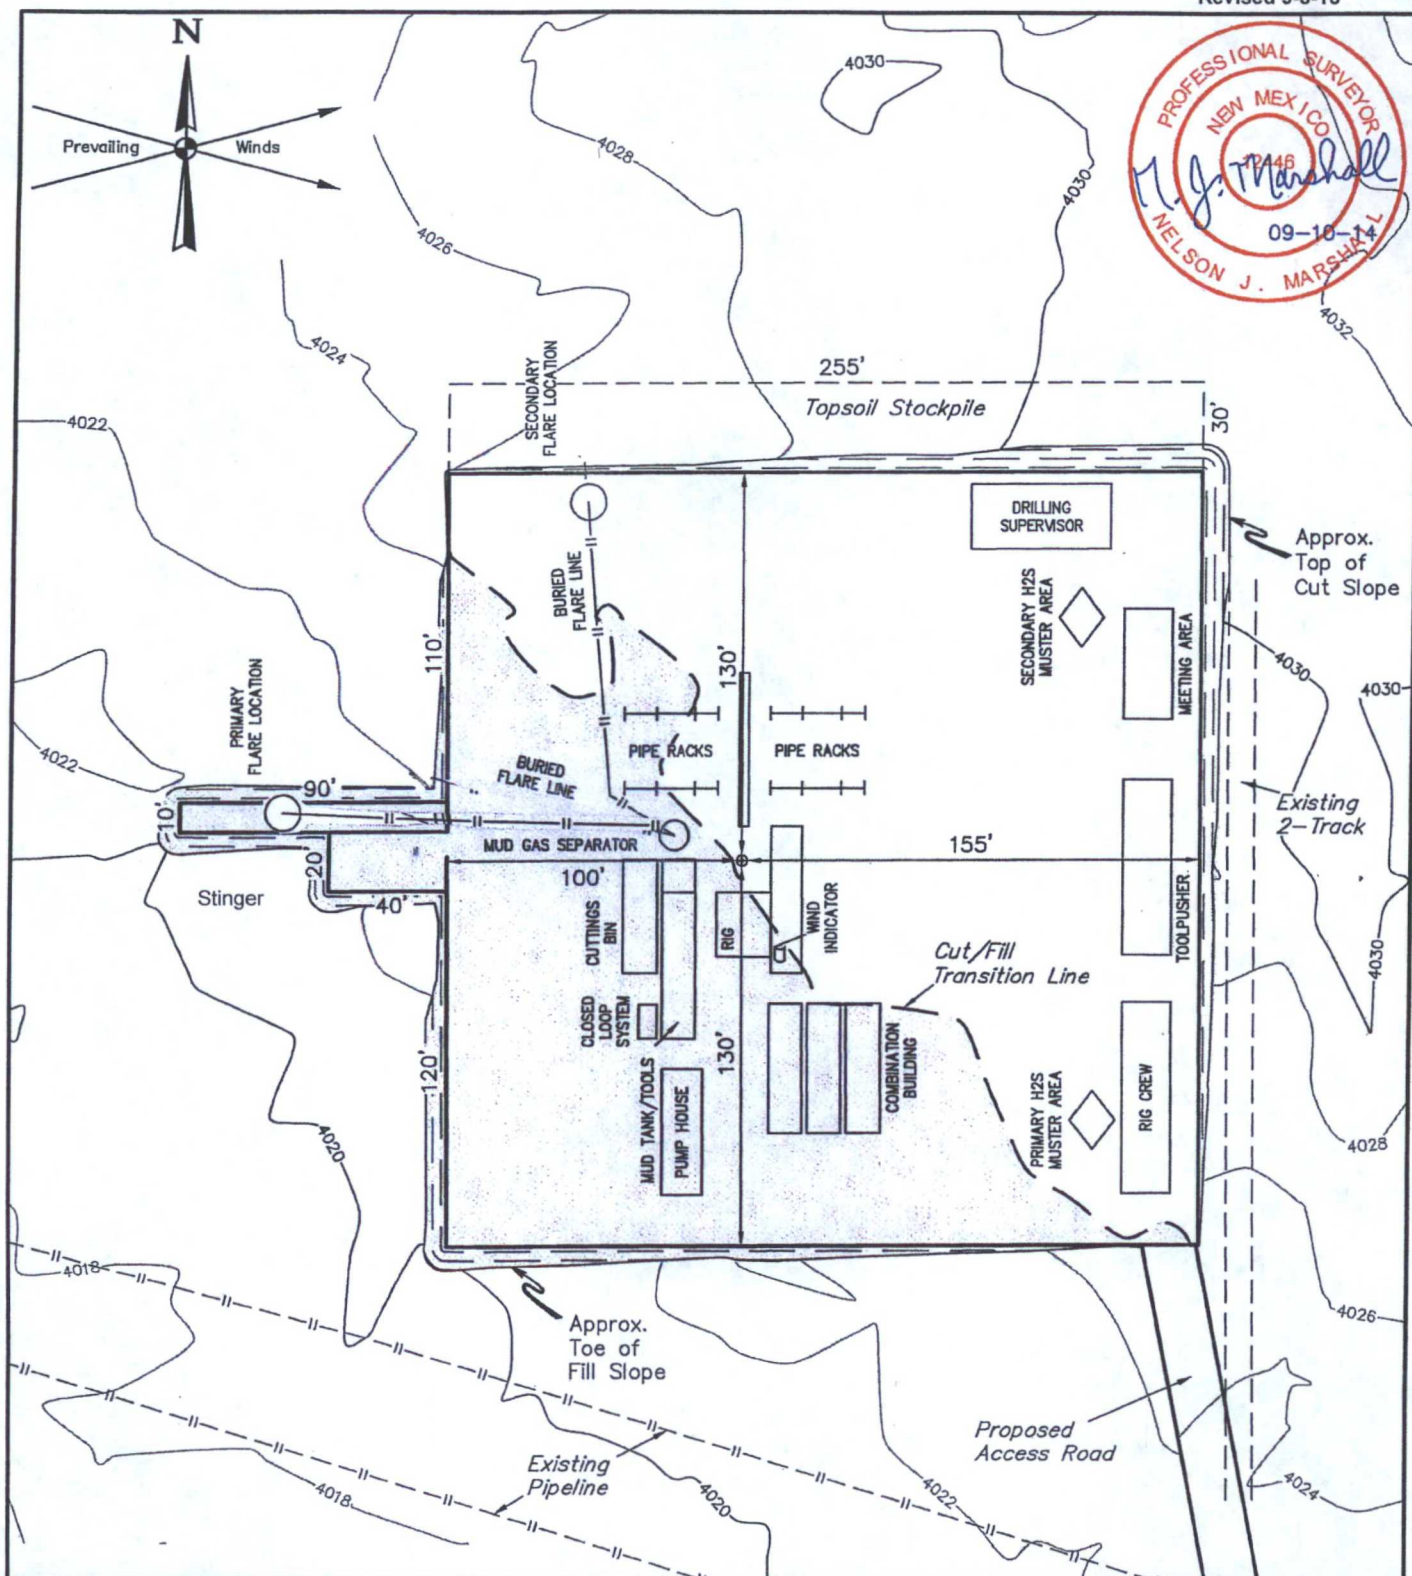 N
Prevailing Winds
PROFESSIONAL SURVEYOR
NEW MEXICO
12446
N. J. Marshall
09-10-14
NELSON J. MARSHALL
4030
4028
4030
4026
4032
4024
4022
SECONDARY
FLARE LOCATION
255'
Topsoil Stockpile
30'
DRILLING
SUPERVISOR
Approx.
Top of
Cut Slope
BURIED
FLARE LINE
110'
130'
SECONDARY H2S
MUSTER AREA
MEETING AREA
4030
4030
PRIMARY
FLARE LOCATION
4022
PIPE RACKS
PIPE RACKS
BURIED
FLARE LINE
90'
10'
Existing
2-Track
MUD GAS SEPARATOR
100'
155'
20'
40'
Stinger
CUTTINGS
BIN
RIG
WIND
INDICATOR
TOOLPUSHER
Cut/Fill
Transition Line
4030
CLOSED
LOOP
SYSTEM
130'
120'
MUD TANK/TOOLS
PUMP HOUSE
COMBINATION
BUILDING
PRIMARY H2S
MUSTER AREA
RIG CREW
4020
4028
4018
4026
Approx.
Toe of
Fill Slope
Proposed
Access Road
Existing
Pipeline
4018
4020
4022
4024